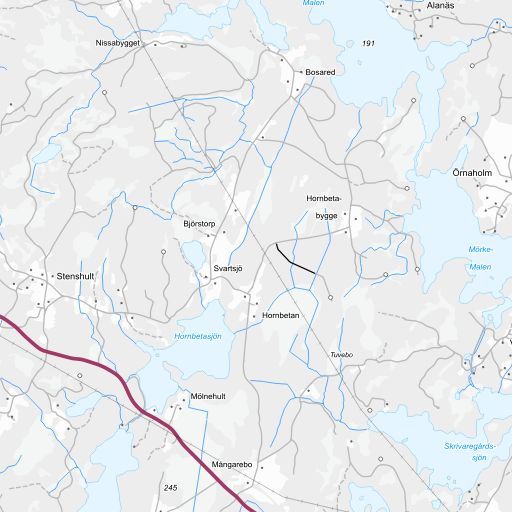 Malen
Alanäs
Nissabygget
191
Bosared
Örnaholm
Hornbeta-
bygge
Björstorp
Mörke-
Malen
Svartsjö
Stenshult
Hornbetan
Hornbetasjön
Tuvebo
Mölnehult
Skrivaregårds-
sjön
Mångarebo
245